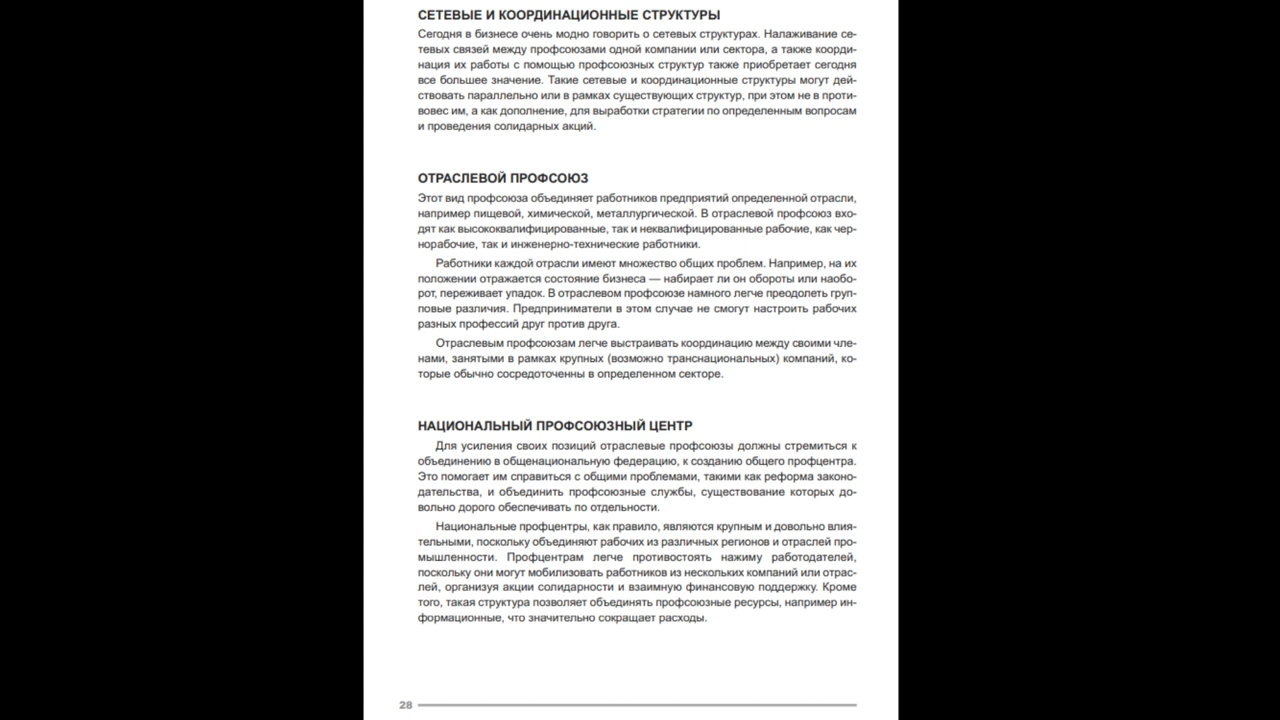 СЕТЕВЫЕ И КООРДИНАЦИОННЫЕ СТРУКТУРЫ
Сегодня в бизнесе очень модно говорить о сетевых структурах. Налаживание се-
тевых связей между профсоюзами одной компании или сектора, а также коорди-
нация их работы с помощью профсоюзных структур также приобретает сегодня
все большее значение. Такие сетевые и координационные структуры могут дей-
ствовать параллельно или в рамках существующих структур, при этом не в проти-
вовес им, а как дополнение, для выработки стратегии по определенным вопросам
и проведения солидарных акций.
ОТРАСЛЕВОЙ ПРОФСОЮЗ
Этот вид профсоюза объединяет работников предприятий определенной отрасли,
например пищевой, химической, металлургической. В отраслевой профсоюз вхо-
дят как высококвалифицированные, так и неквалифицированные рабочие, как чер-
норабочие, так и инженерно-технические работники.
Работники каждой отрасли имеют множество общих проблем. Например, на их
положении отражается состояние бизнеса — набирает ли он обороты или наобо-
рот, переживает упадок. В отраслевом профсоюзе намного легче преодолеть груп-
повые различия. Предприниматели в этом случае не смогут настроить рабочих
разных профессий друг против друга.
Отраслевым профсоюзам легче выстраивать координацию между своими чле-
нами, занятыми в рамках крупных (возможно транснациональных) компаний, ко-
торые обычно сосредоточенны в определенном секторе.
НАЦИОНАЛЬНЫЙ ПРОФСОЮЗНЫЙ ЦЕНТР
Для усиления своих позиций отраслевые профсоюзы должны стремиться к
объединению в общенациональную федерацию, к созданию общего профцентра.
Это помогает им справиться с общими проблемами, такими как реформа законо-
дательства, и объединить профсоюзные службы, существование которых до-
вольно дорого обеспечивать по отдельности.
Национальные профцентры, как правило, являются крупным и довольно влия-
тельными, поскольку объединяют рабочих из различных регионов и отраслей про-
мышленности. Профцентрам легче противостоять нажиму работодателей,
поскольку они могут мобилизовать работников из нескольких компаний или отрас-
лей, организуя акции солидарности и взаимную финансовую поддержку. Кроме
того, такая структура позволяет объединять профсоюзные ресурсы, например ин-
формационные, что значительно сокращает расходы.
28